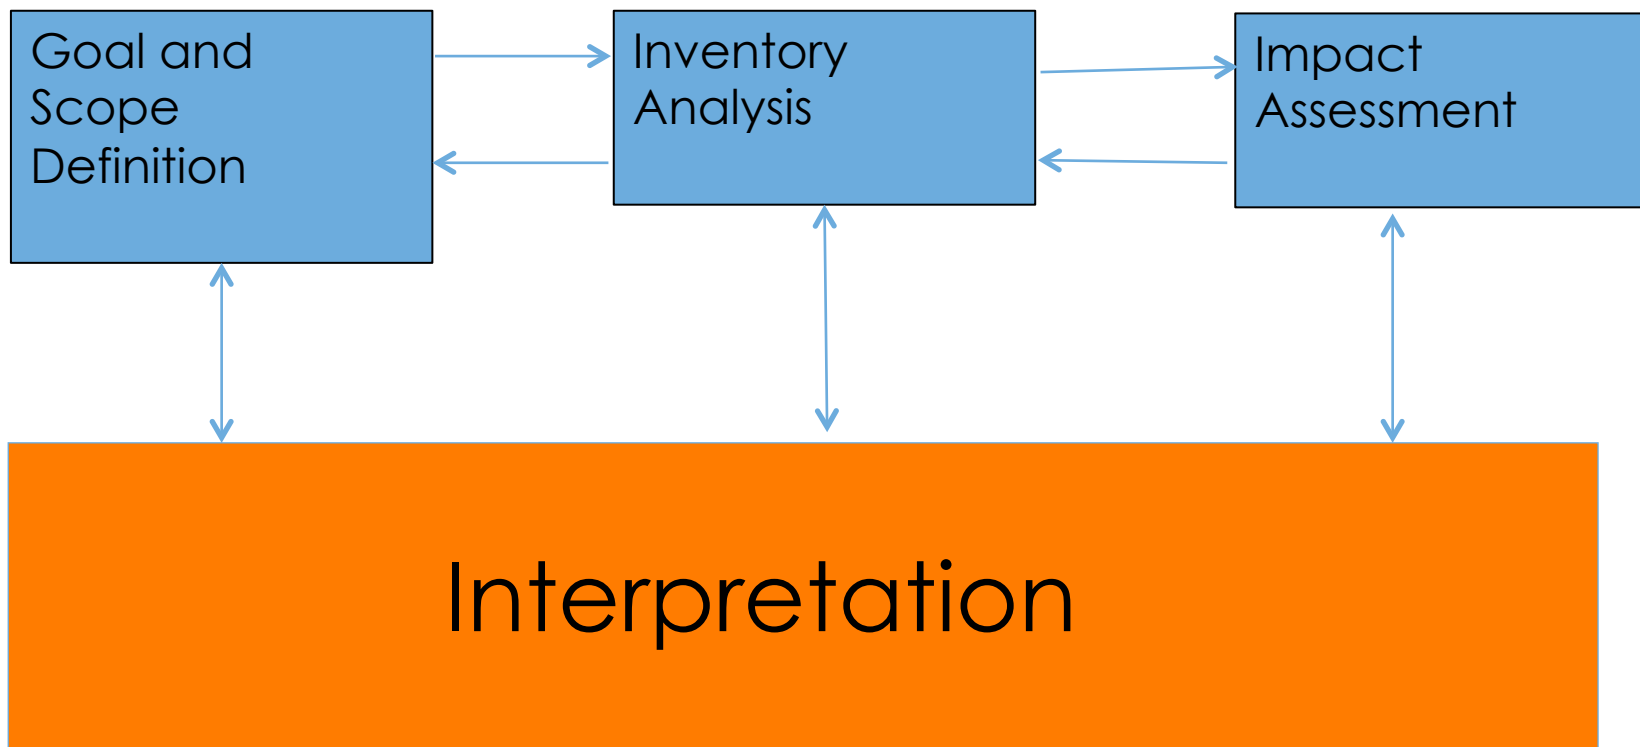 Goal and
Scope
Definition
Inventory
Analysis
Impact
Assessment
Interpretation